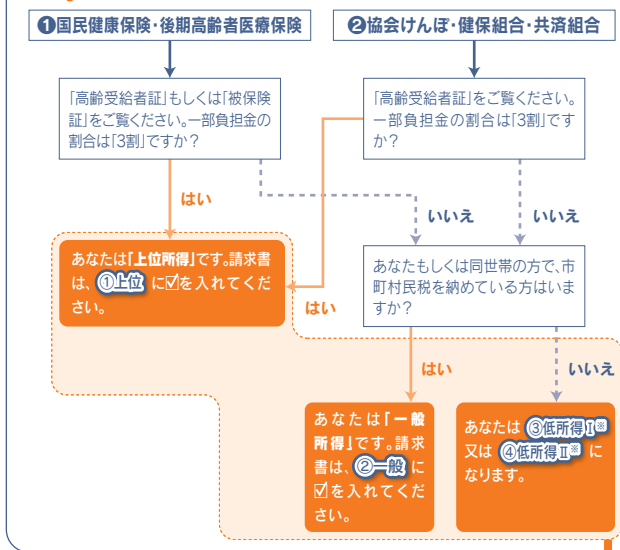 ❶国民健康保険・後期高齢者医療保険
❷協会けんぽ・健保組合・共済組合
「高齢受給者証」もしくは「被保険
証」をご覧ください。一部負担金の
割合は「3割」ですか？
「高齢受給者証」をご覧ください。
一部負担金の割合は「3割」です
か？
はい
いいえ
いいえ
あなたは「上位所得」です。請求書
は、①上位 に☑を入れてくだ
さい。
はい
あなたもしくは同世帯の方で、市
町村民税を納めている方はいま
すか？
はい
いいえ
あなたは「一般
所得」です。請求
書は、②一般 に
☑を入れてくだ
さい。
あなたは ③低所得Ⅰ※
又は ④低所得Ⅱ※ に
なります。